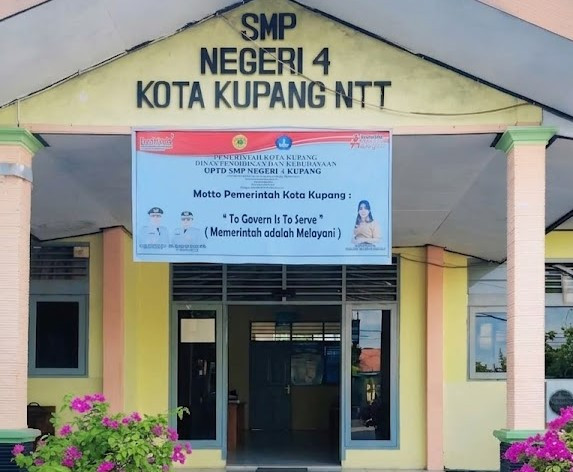 SMP
NEGERI 4
KOTA KUPANG NTT
PEMERINTAH KOTA KUPANG
DINAS PENDIDIKAN DAN KEBUDAYAAN
UPTD SMP NEGERI 4 KUPANG
Motto Pemerintah Kota Kupang :
" To Govern Is To Serve "
( Memerintah adalah Melayani )